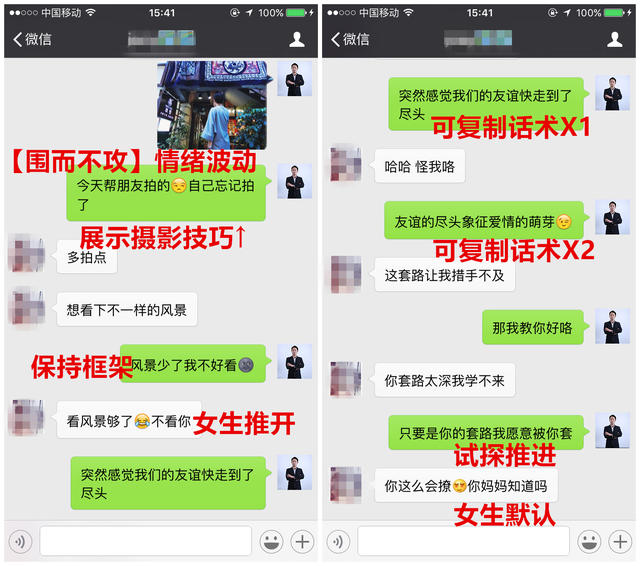 中国移动
15:41
100%
微信
【围而不攻】情绪波动
今天帮朋友拍的😒自己忘记拍
了
展示摄影技巧↑
多拍点
想看下不一样的风景
保持框架
风景少了我不好看🌚
看风景够了😂不看你
女生推开
突然感觉我们的友谊快走到了
尽头
中国移动
15:41
100%
微信
突然感觉我们的友谊快走到了
尽头
可复制话术X1
哈哈 怪我咯
友谊的尽头象征爱情的萌芽😉
可复制话术X2
这套路让我措手不及
那我教你好咯
你套路太深我学不来
只要是你的套路我愿意被你套
试探推进
你这么会撩😍你妈妈知道吗
女生默认